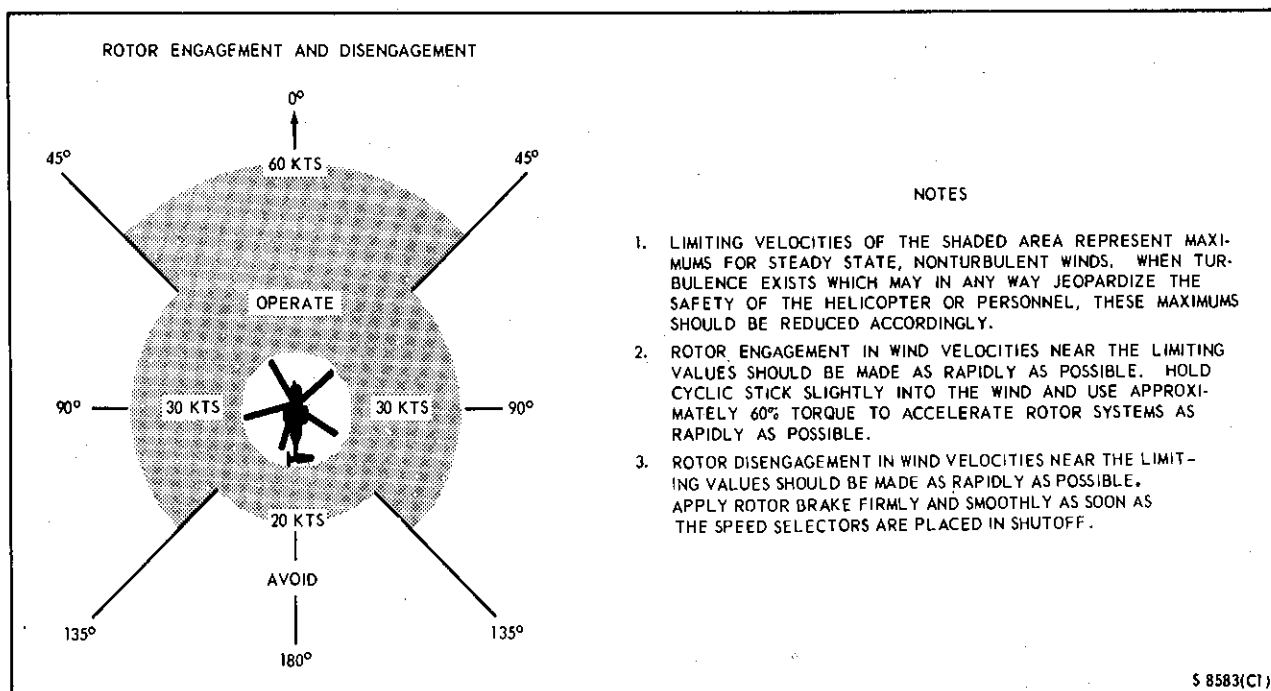 ROTOR ENGAGEMENT AND DISENGAGEMENT
0°
60 KTS
45°
45°
OPERATE
90°
30 KTS
30 KTS
90°
20 KTS
AVOID
135°
135°
180°
NOTES
1. LIMITING VELOCITIES OF THE SHADED AREA REPRESENT MAXI-
MUMS FOR STEADY STATE, NONTURBULENT WINDS. WHEN TUR-
BULENCE EXISTS WHICH MAY IN ANY WAY JEOPARDIZE THE
SAFETY OF THE HELICOPTER OR PERSONNEL, THESE MAXIMUMS
SHOULD BE REDUCED ACCORDINGLY.
2. ROTOR ENGAGEMENT IN WIND VELOCITIES NEAR THE LIMITING
VALUES SHOULD BE MADE AS RAPIDLY AS POSSIBLE. HOLD
CYCLIC STICK SLIGHTLY INTO THE WIND AND USE APPROXI-
MATELY 60% TORQUE TO ACCELERATE ROTOR SYSTEMS AS
RAPIDLY AS POSSIBLE.
3. ROTOR DISENGAGEMENT IN WIND VELOCITIES NEAR THE LIMIT-
ING VALUES SHOULD BE MADE AS RAPIDLY AS POSSIBLE.
APPLY ROTOR BRAKE FIRMLY AND SMOOTHLY AS SOON AS
THE SPEED SELECTORS ARE PLACED IN SHUTOFF.
S 8583(C1)